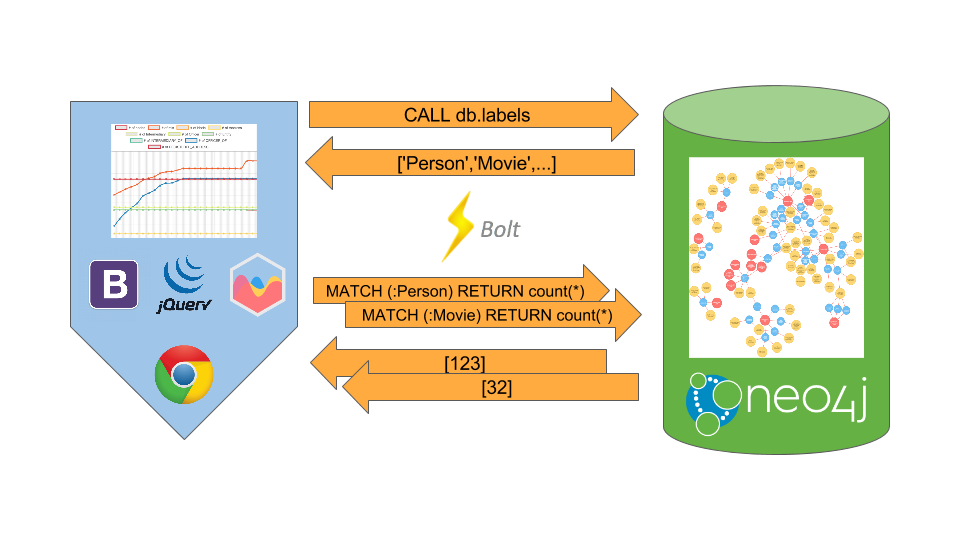 CALL db.labels
['Person','Movie',...]
Bolt
B
jQuery
MATCH (:Person) RETURN count(*)
MATCH (:Movie) RETURN count(*)
[123]
[32]
neo4j